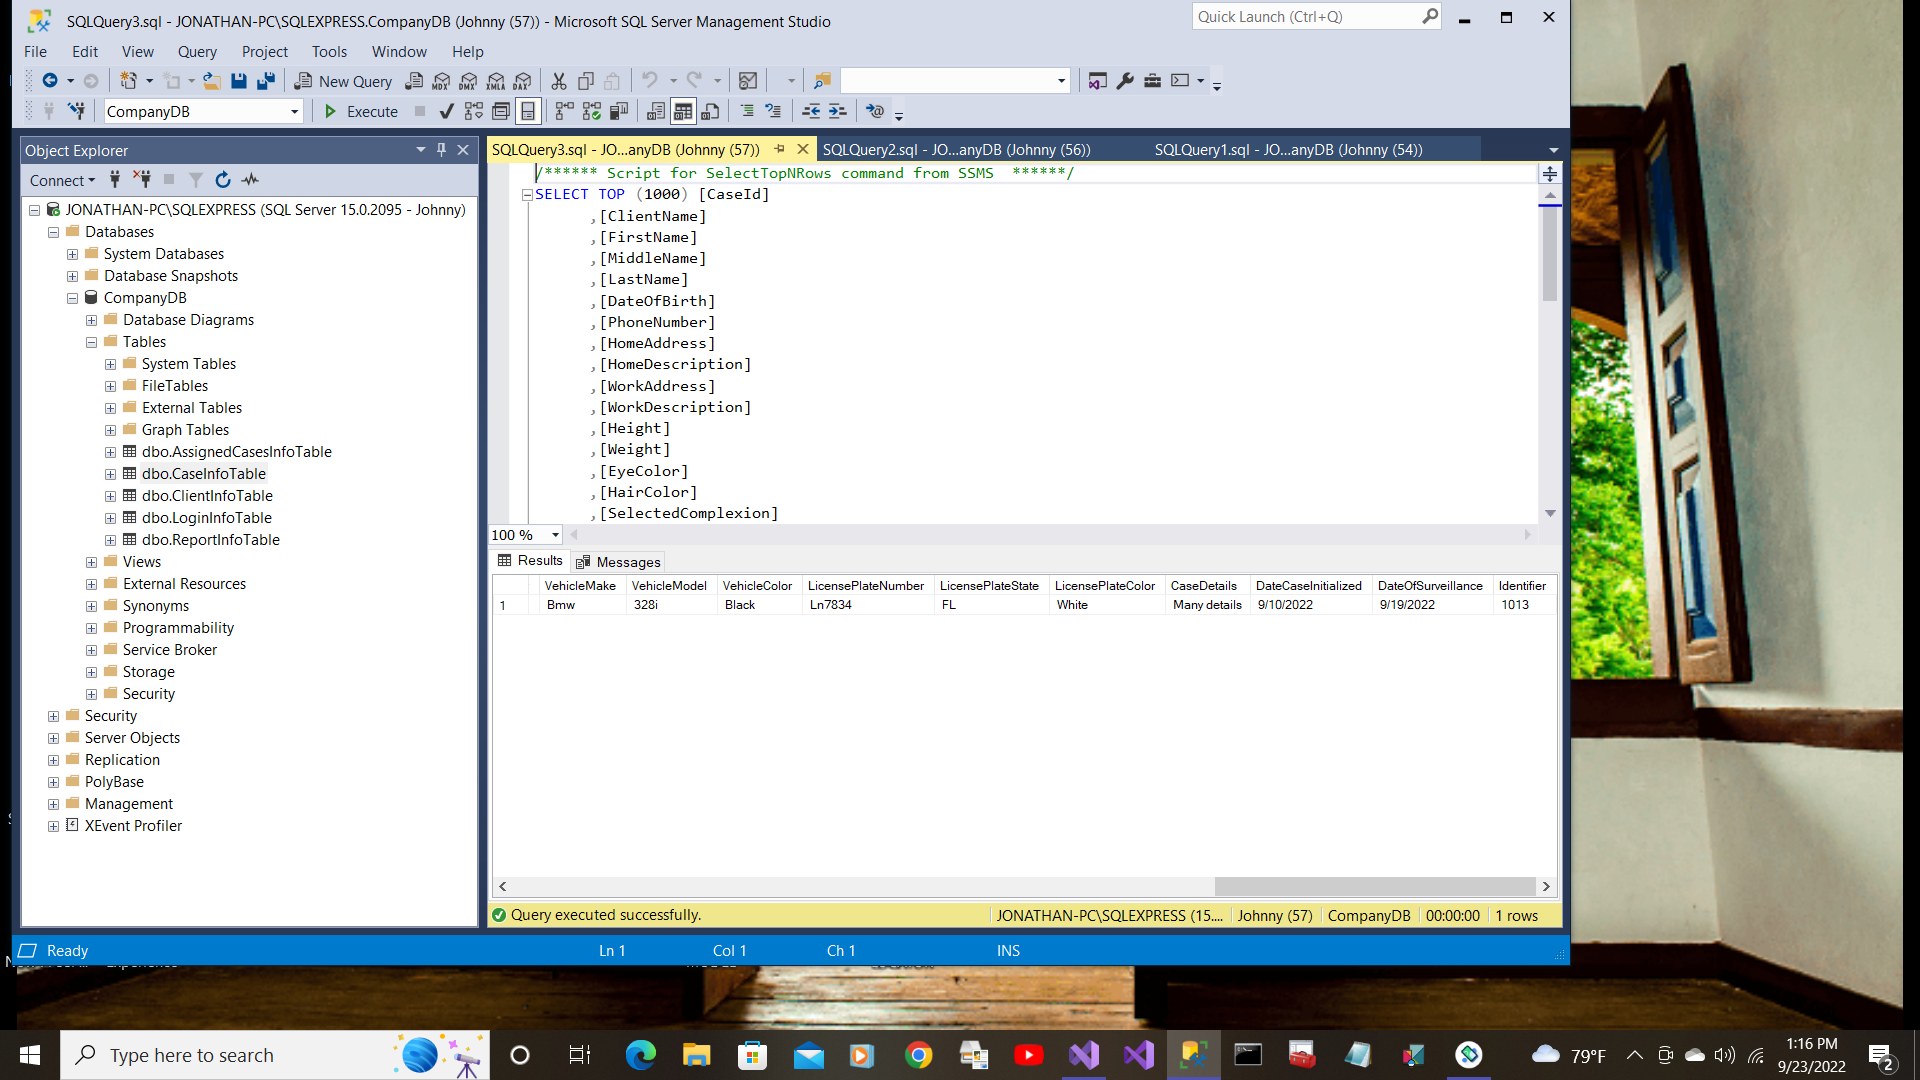 SQLQuery3.sql - JONATHAN-PC\SQLEXPRESS.CompanyDB (Johnny (57)) - Microsoft SQL Server Management Studio
Quick Launch (Ctrl+Q)
File Edit View Query Project Tools Window Help
New Query MDX DMX XMLA DAX
CompanyDB Execute
Object Explorer
Connect
JONATHAN-PC\SQLEXPRESS (SQL Server 15.0.2095 - Johnny)
Databases
System Databases
Database Snapshots
CompanyDB
Database Diagrams
Tables
System Tables
FileTables
External Tables
Graph Tables
dbo.AssignedCasesInfoTable
dbo.CaseInfoTable
dbo.ClientInfoTable
dbo.LoginInfoTable
dbo.ReportInfoTable
Views
External Resources
Synonyms
Programmability
Service Broker
Storage
Security
Security
Server Objects
Replication
PolyBase
Management
XEvent Profiler
SQLQuery3.sql - JO...anyDB (Johnny (57)) SQLQuery2.sql - JO...anyDB (Johnny (56)) SQLQuery1.sql - JO...anyDB (Johnny (54))
/****** Script for SelectTopNRows command from SSMS  ******/
SELECT TOP (1000) [CaseId]
,[ClientName]
,[FirstName]
,[MiddleName]
,[LastName]
,[DateOfBirth]
,[PhoneNumber]
,[HomeAddress]
,[HomeDescription]
,[WorkAddress]
,[WorkDescription]
,[Height]
,[Weight]
,[EyeColor]
,[HairColor]
,[SelectedComplexion]
100 %
Results Messages
VehicleMake VehicleModel VehicleColor LicensePlateNumber LicensePlateState LicensePlateColor CaseDetails DateCaseInitialized DateOfSurveillance Identifier
1 Bmw 328i Black Ln7834 FL White Many details 9/10/2022 9/19/2022 1013
Query executed successfully. JONATHAN-PC\SQLEXPRESS (15.... Johnny (57) CompanyDB 00:00:00 1 rows
Ready Ln 1 Col 1 Ch 1 INS
Type here to search
79°F
1:16 PM
9/23/2022
2